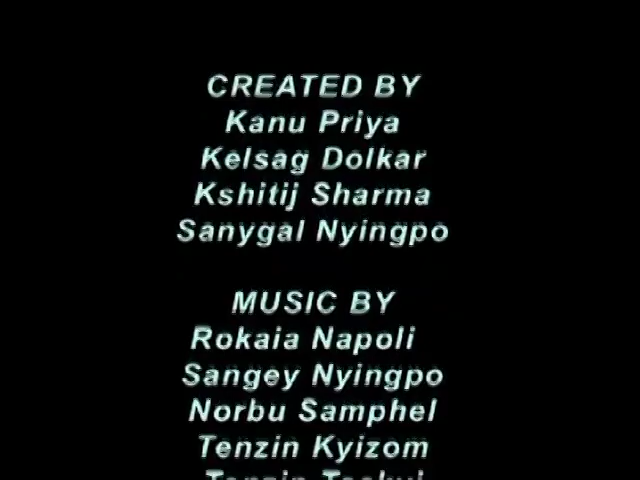 CREATED BY
Kanu Priya
Kelsag Dolkar
Kshitij Sharma
Sanygal Nyingpo
MUSIC BY
Rokaia Napoli
Sangey Nyingpo
Norbu Samphel
Tenzin Kyizom
Tenzin